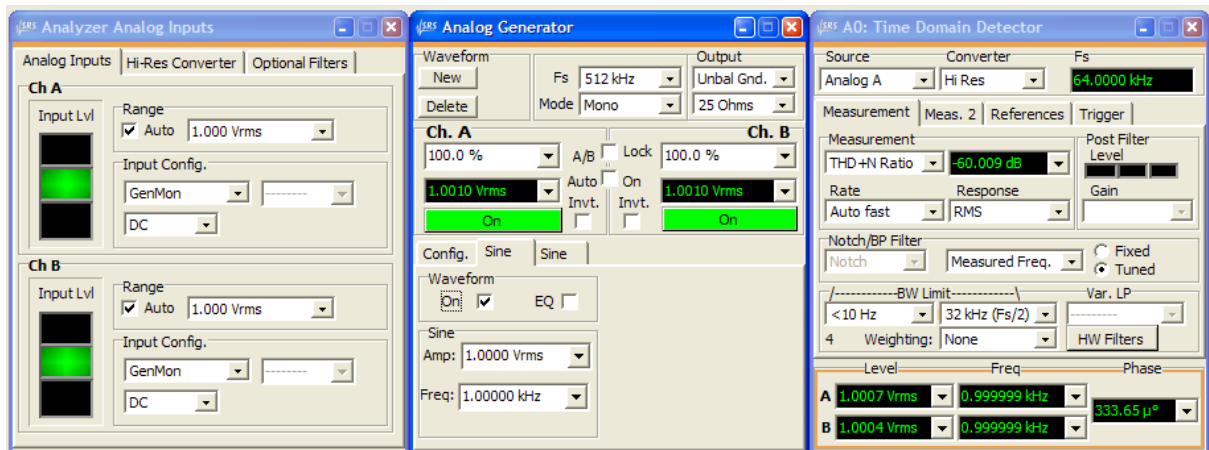 SRS Analyzer Analog Inputs
Analog Inputs Hi-Res Converter Optional Filters
Ch A
Input Lvl
Range
Auto 1.000 Vrms
Input Config.
GenMon --------
DC
Ch B
Input Lvl
Range
Auto 1.000 Vrms
Input Config.
GenMon --------
DC
SRS Analog Generator
Waveform
New
Delete
Fs 512 kHz
Mode Mono
Output
Unbal Gnd.
25 Ohms
Ch. A Ch. B
100.0 % A/B Lock 100.0 %
1.0010 Vrms Auto On 1.0010 Vrms
Invt. Invt.
On On
Config. Sine Sine
Waveform
On EQ
Sine
Amp: 1.0000 Vrms
Freq: 1.00000 kHz
SRS A0: Time Domain Detector
Source Converter Fs
Analog A Hi Res 64.0000 kHz
Measurement Meas. 2 References Trigger
Measurement
THD+N Ratio -60.009 dB
Post Filter
Level
Rate Response Gain
Auto fast RMS
Notch/BP Filter
Notch Measured Freq. Fixed
Tuned
/------------BW Limit------------\ Var. LP
<10 Hz 32 kHz (Fs/2) ---------
4 Weighting: None HW Filters
Level Freq Phase
A 1.0007 Vrms 0.999999 kHz
333.65 µ°
B 1.0004 Vrms 0.999999 kHz